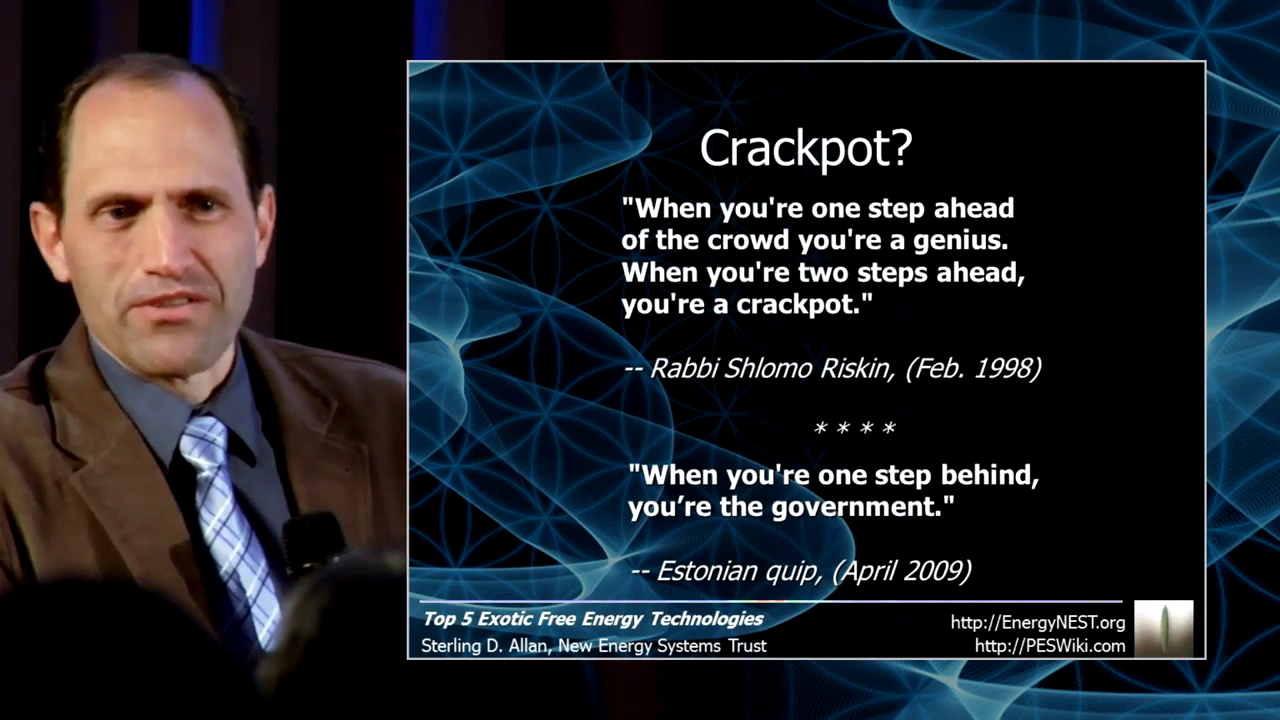 Crackpot?
"When you're one step ahead
of the crowd you're a genius.
When you're two steps ahead,
you're a crackpot."
-- Rabbi Shlomo Riskin, (Feb. 1998)
* * * *
"When you're one step behind,
you’re the government."
-- Estonian quip, (April 2009)
Top 5 Exotic Free Energy Technologies
Sterling D. Allan, New Energy Systems Trust
http://EnergyNEST.org
http://PESWiki.com